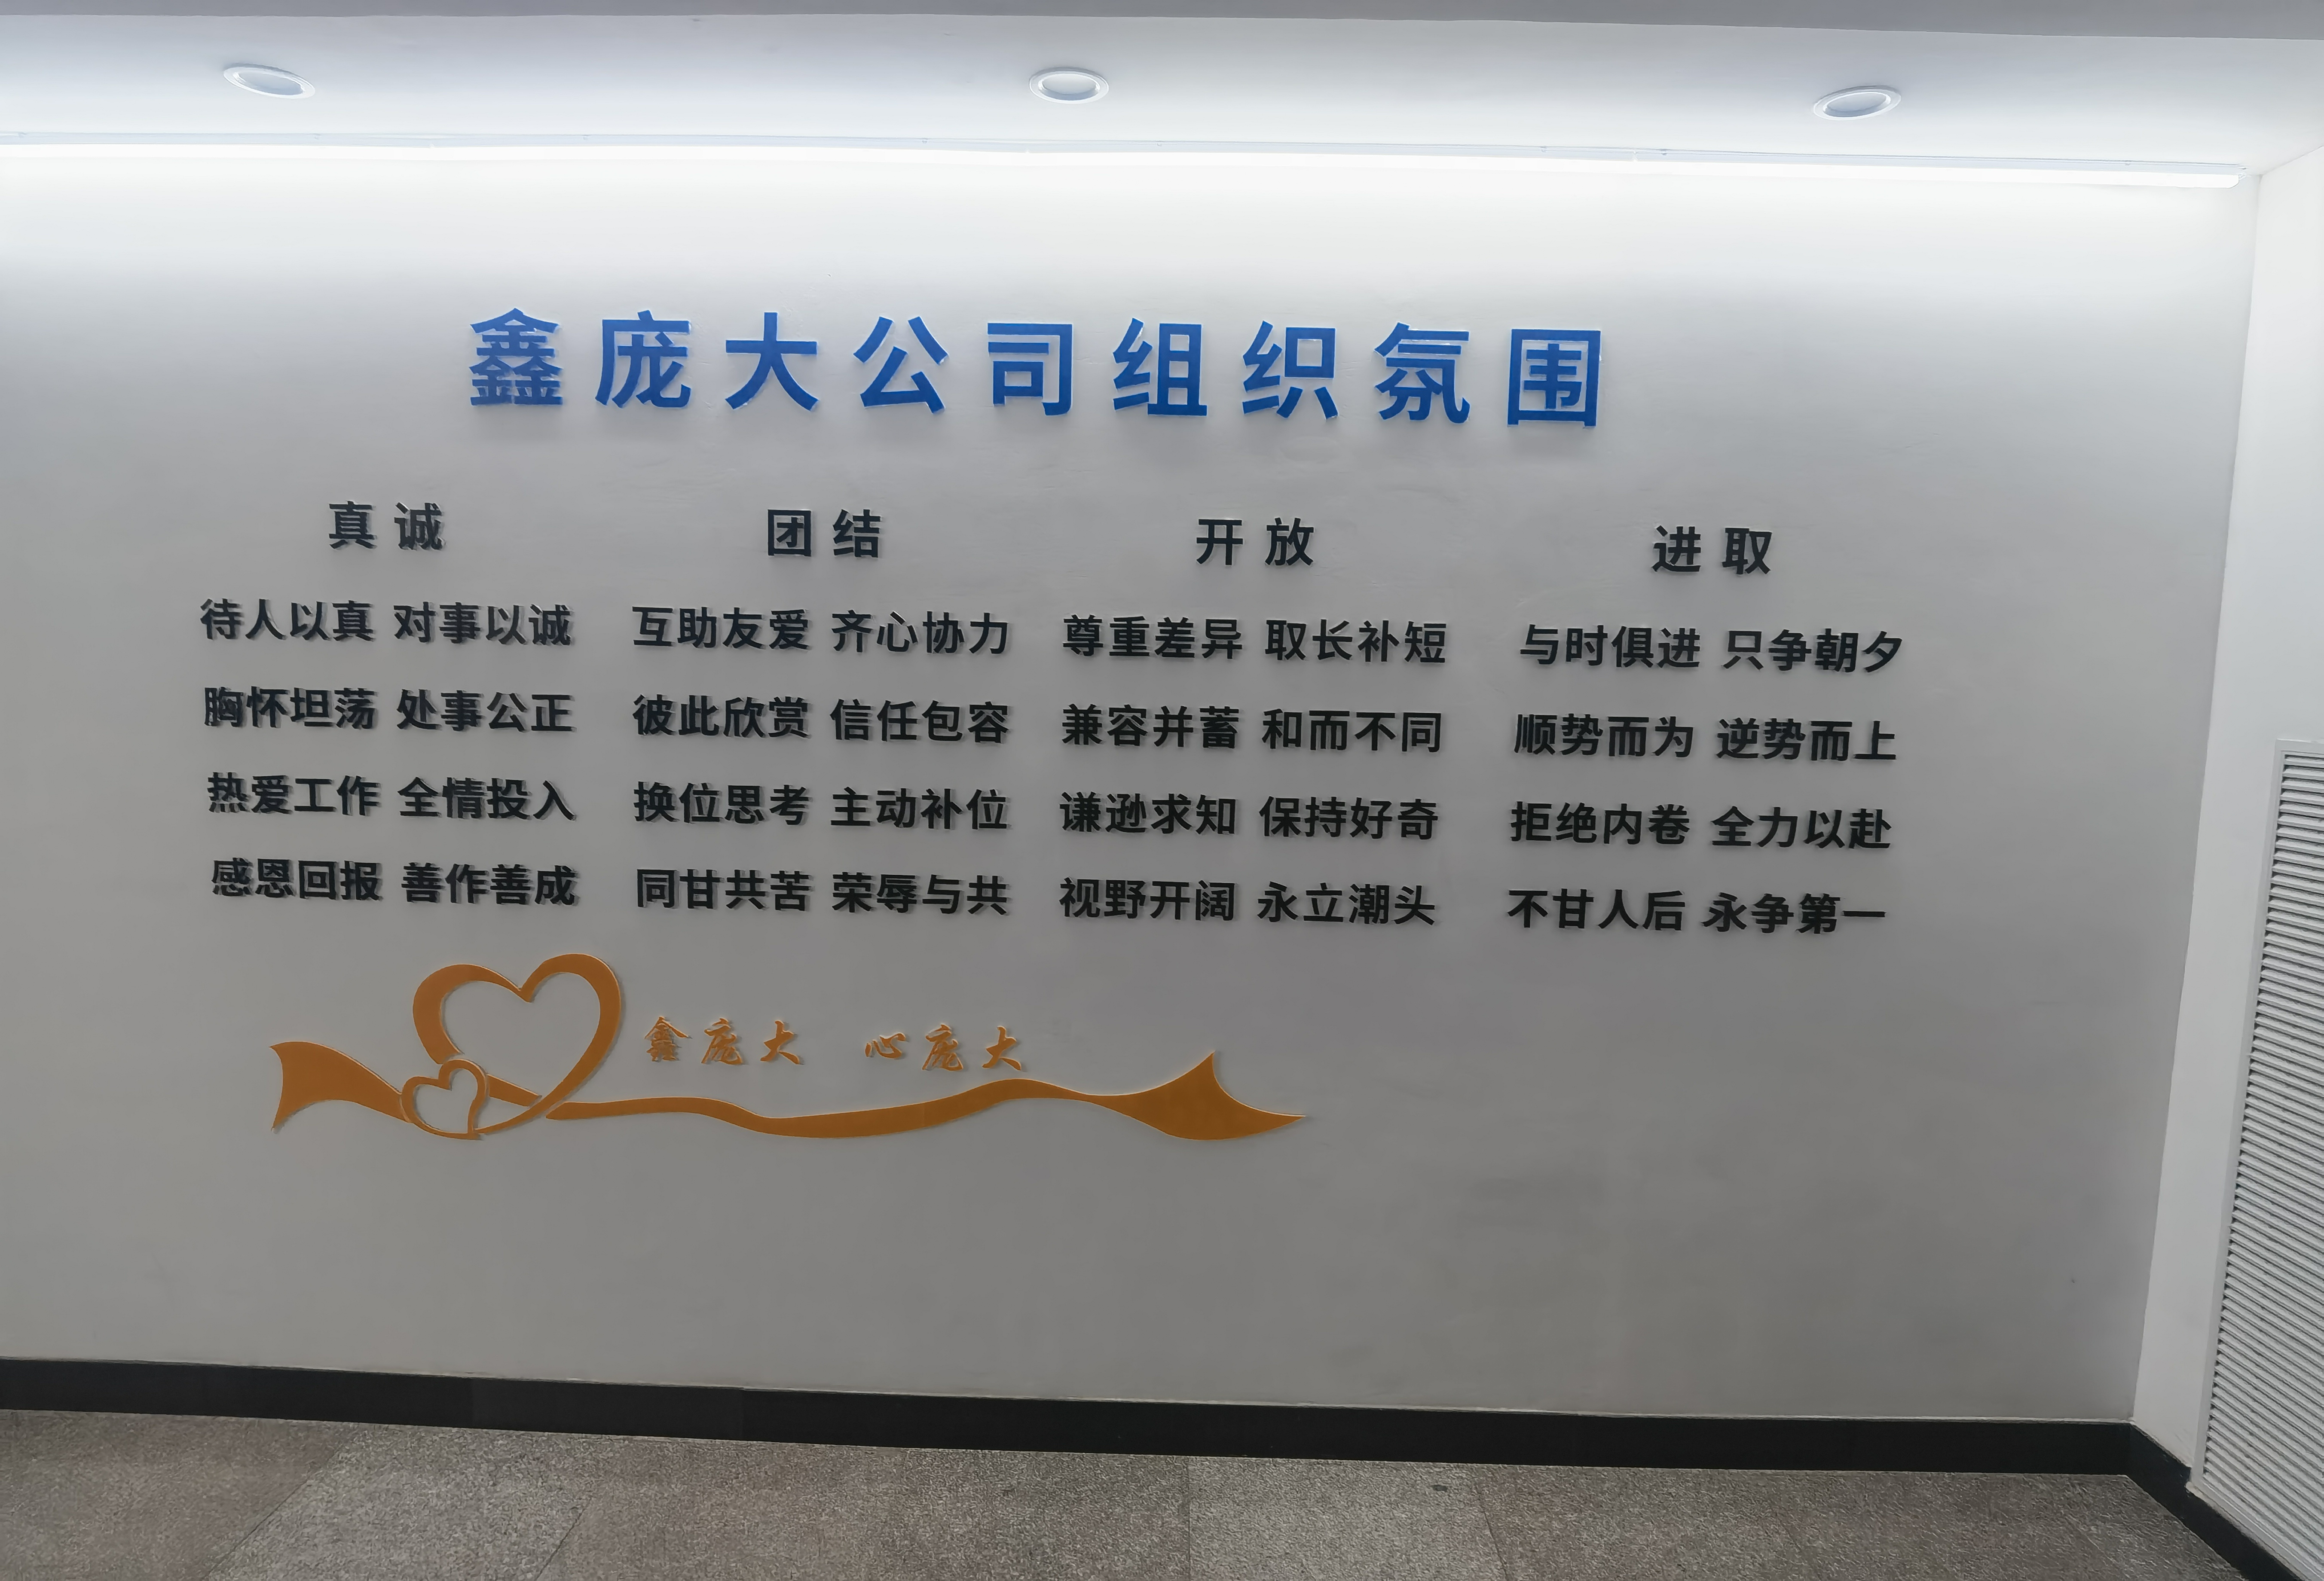 鑫庞大公司组织氛围
真诚 团结 开放 进取
待人以真 对事以诚 互助友爱 齐心协力 尊重差异 取长补短 与时俱进 只争朝夕
胸怀坦荡 处事公正 彼此欣赏 信任包容 兼容并蓄 和而不同 顺势而为 逆势而上
热爱工作 全情投入 换位思考 主动补位 谦逊求知 保持好奇 拒绝内卷 全力以赴
感恩回报 善作善成 同甘共苦 荣辱与共 视野开阔 永立潮头 不甘人后 永争第一
鑫庞大 心庞大